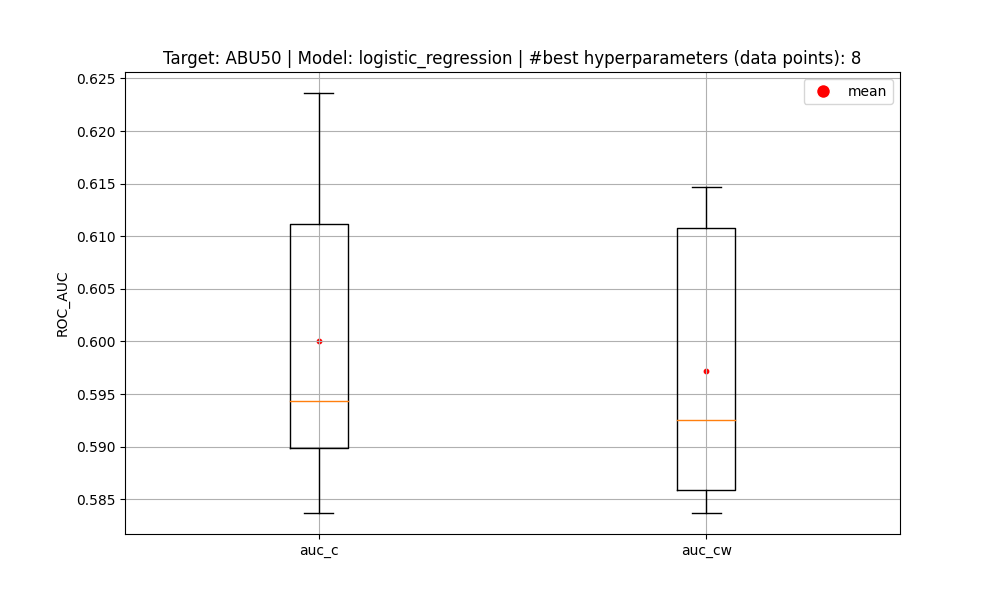 Target: ABU50 | Model: logistic_regression | #best hyperparameters (data points): 8
mean
0.625
0.620
0.615
0.610
0.605
0.600
0.595
0.590
0.585
ROC_AUC
auc_c
auc_cw